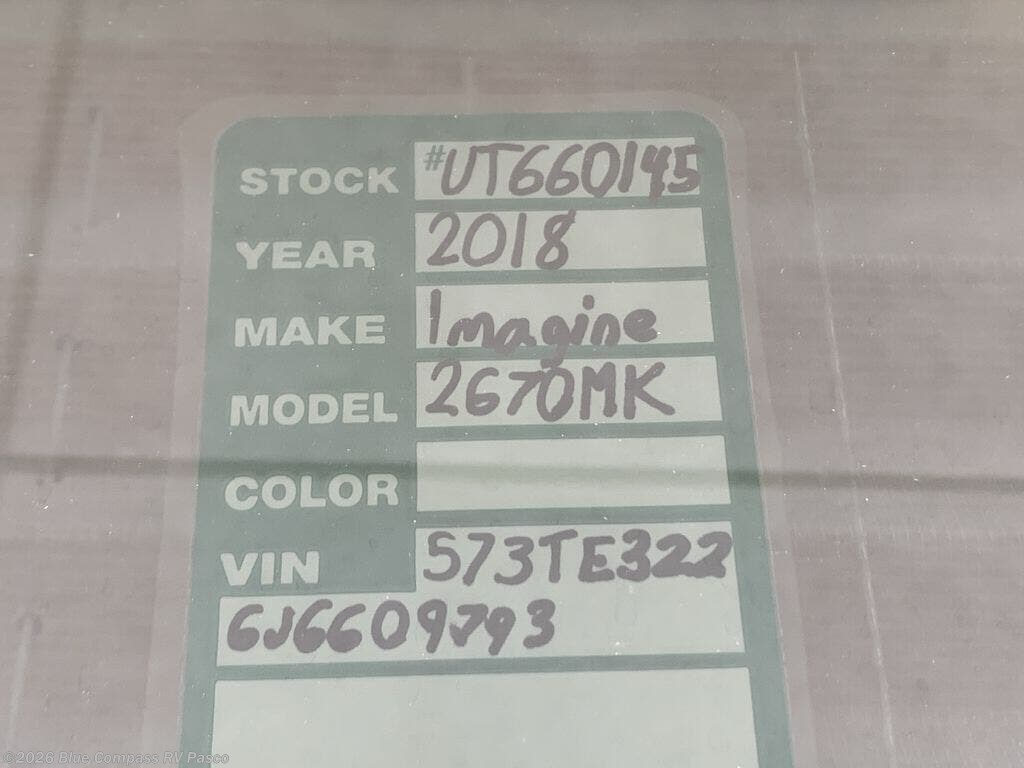 STOCK #UT660145
YEAR 2018
MAKE Imagine
MODEL 2670MK
COLOR
VIN 573TE322
6J6609793
©2026 Blue Compass RV Pasco